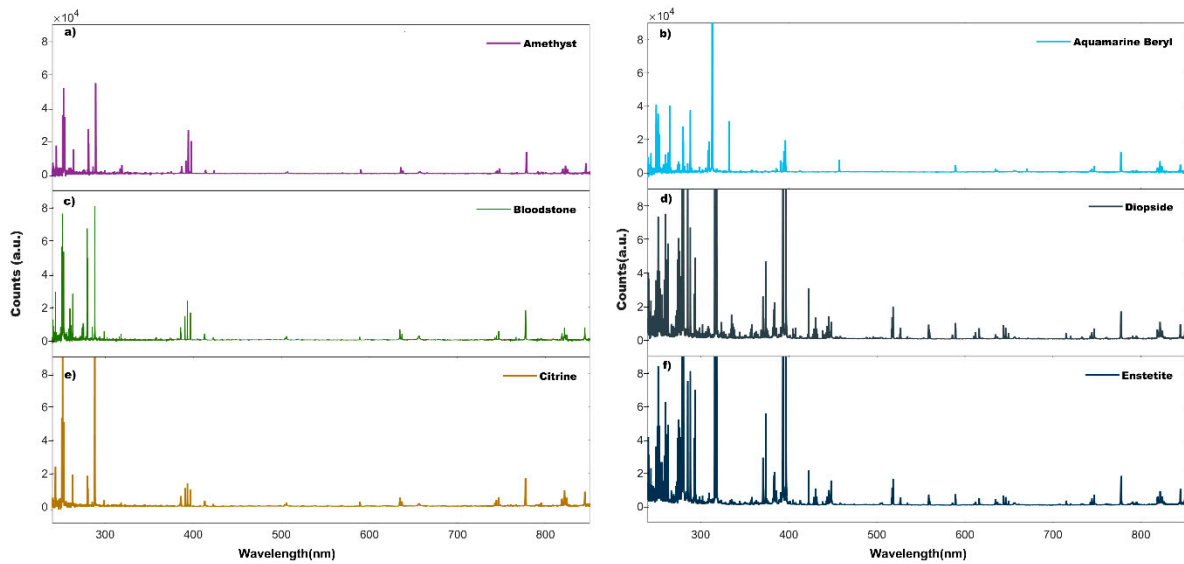 ×10⁴
a)
Amethyst
8
6
4
2
0
c)
Bloodstone
8
6
4
2
0
e)
Citrine
8
6
4
2
0
300 400 500 600 700 800
Wavelength(nm)
Counts (a.u.)
×10⁴
b)
Aquamarine Beryl
8
6
4
2
0
d)
Diopside
8
6
4
2
0
f)
Enstetite
8
6
4
2
0
300 400 500 600 700 800
Wavelength(nm)
Counts(a.u.)